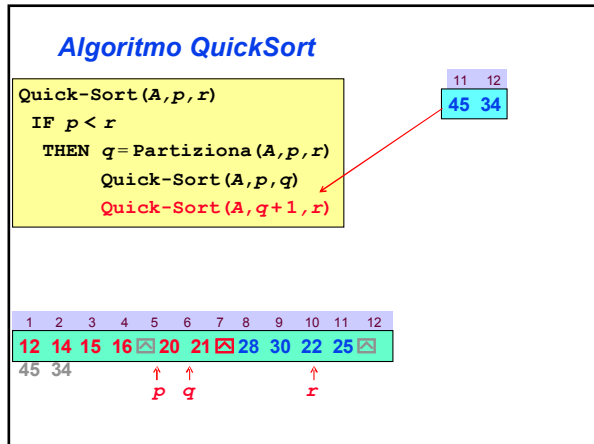 Algoritmo QuickSort
Quick-Sort(A,p,r)
IF p < r
THEN q = Partiziona(A,p,r)
Quick-Sort(A,p,q)
Quick-Sort(A,q+1,r)
11 12
45 34
1 2 3 4 5 6 7 8 9 10 11 12
12 14 15 16 20 21 28 30 22 25
45 34
p q r